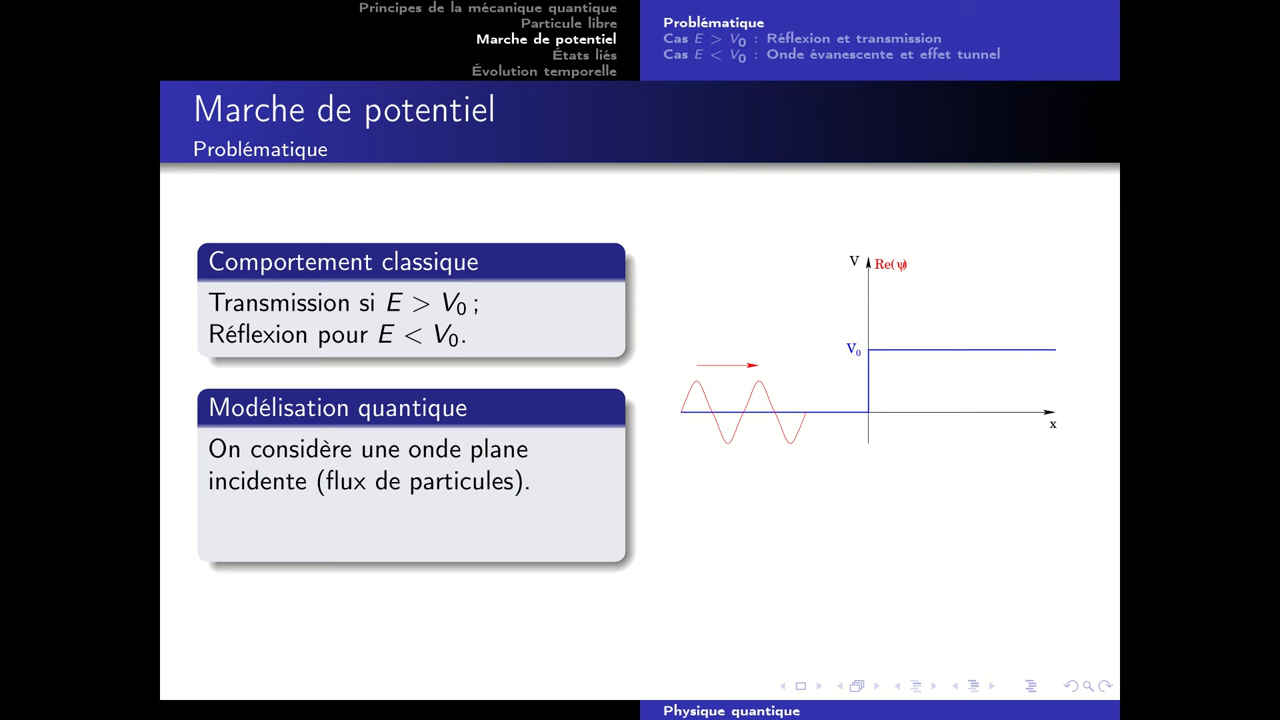 Principes de la mécanique quantique
Particule libre
Marche de potentiel
États liés
Évolution temporelle
Problématique
Cas E > V₀ : Réflexion et transmission
Cas E < V₀ : Onde évanescente et effet tunnel
Marche de potentiel
Problématique
Comportement classique
Transmission si E > V₀ ;
Réflexion pour E < V₀.
Modélisation quantique
On considère une onde plane
incidente (flux de particules).
V
Re(ψ)
V₀
x
Physique quantique